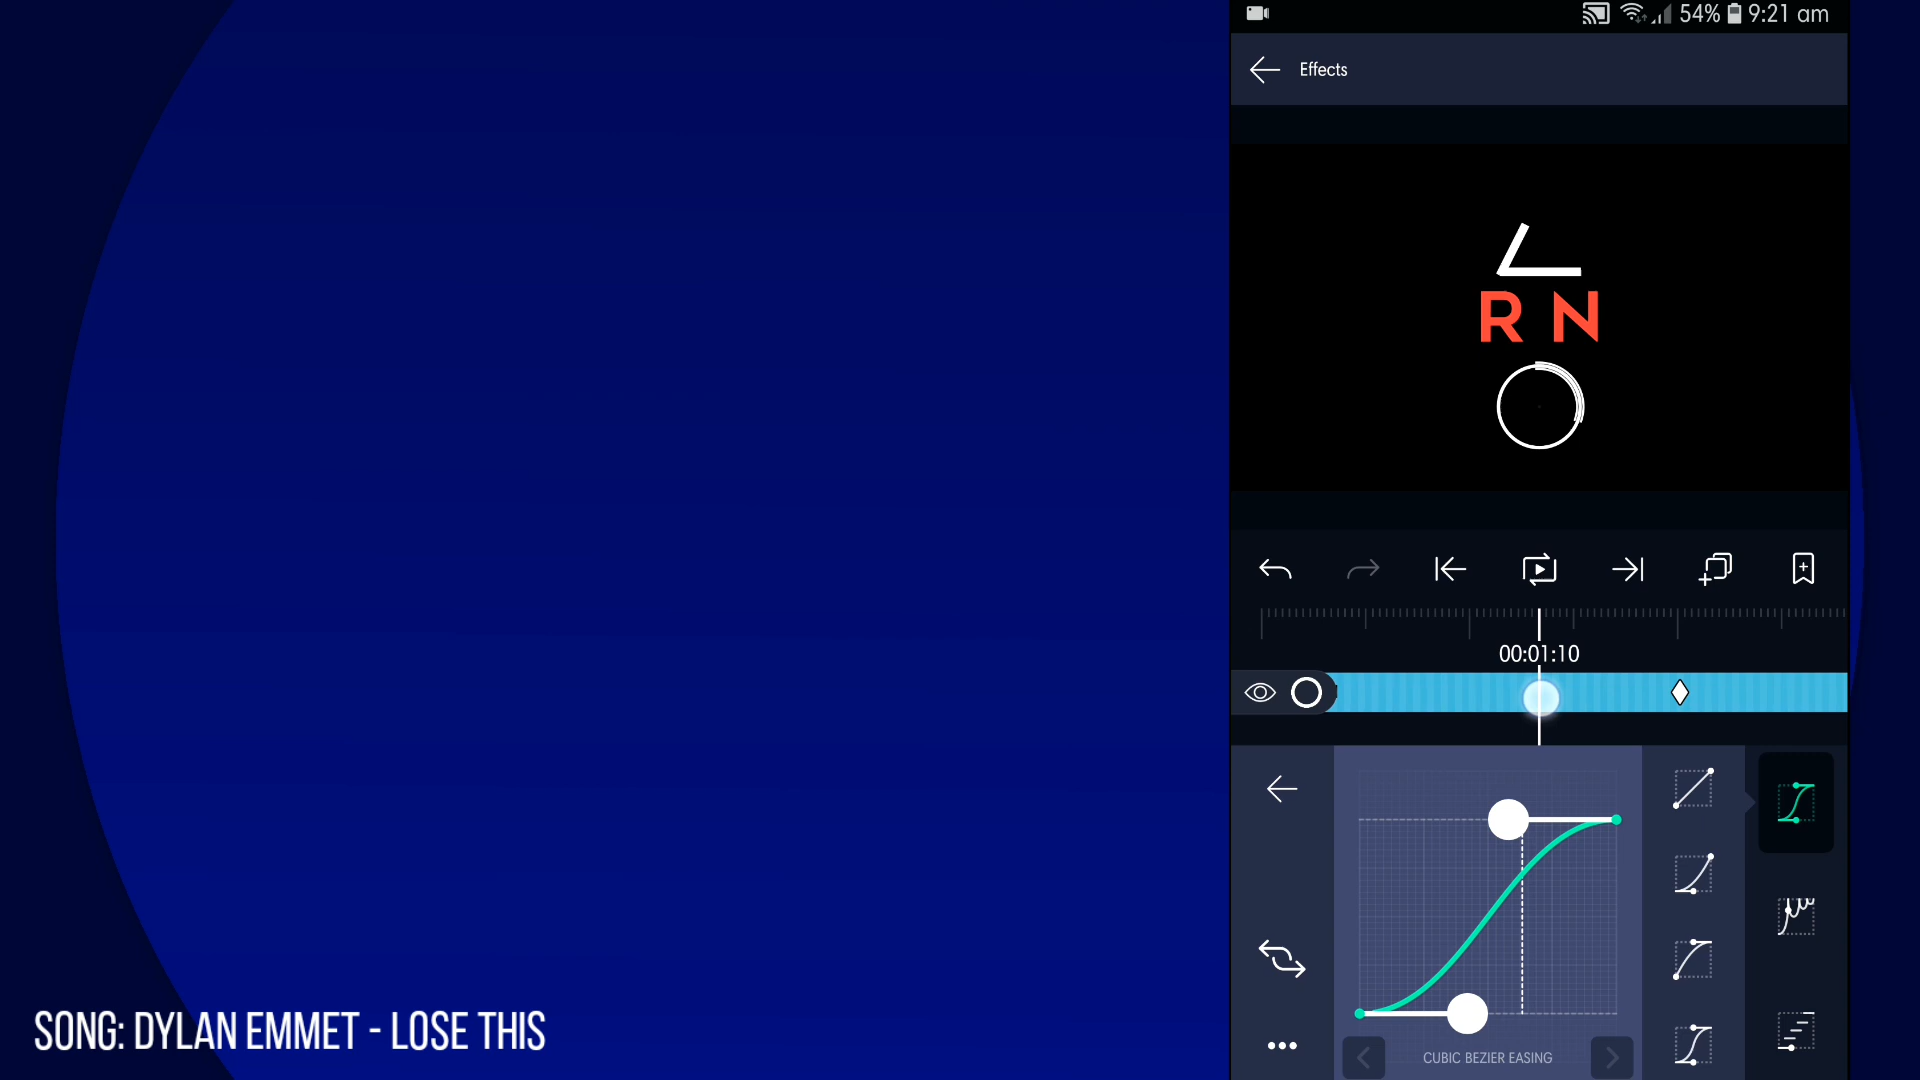 54% 9:21 am
Effects
R N
00:01:10
CUBIC BEZIER EASING
SONG: DYLAN EMMET - LOSE THIS